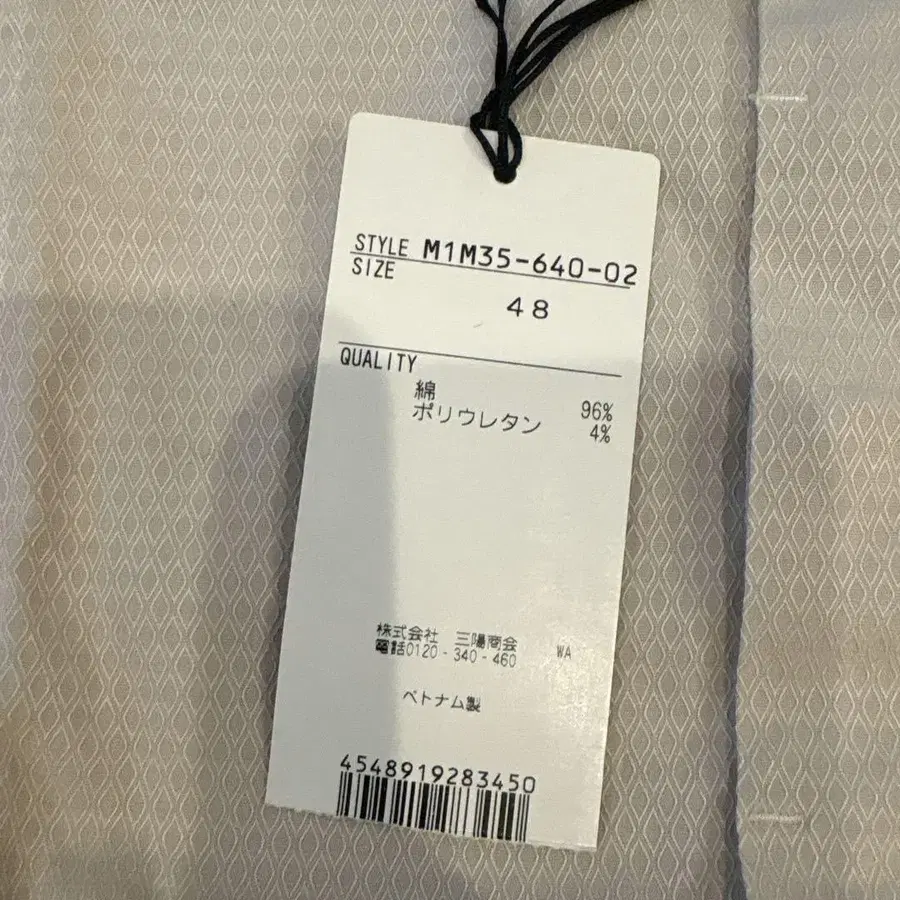 STYLE M1M35-640-02
SIZE
48
QUALITY
綿 96%
ポリウレタン 4%
株式会社 三陽商会 WA
電話0120-340-460
ベトナム製
4548919283450